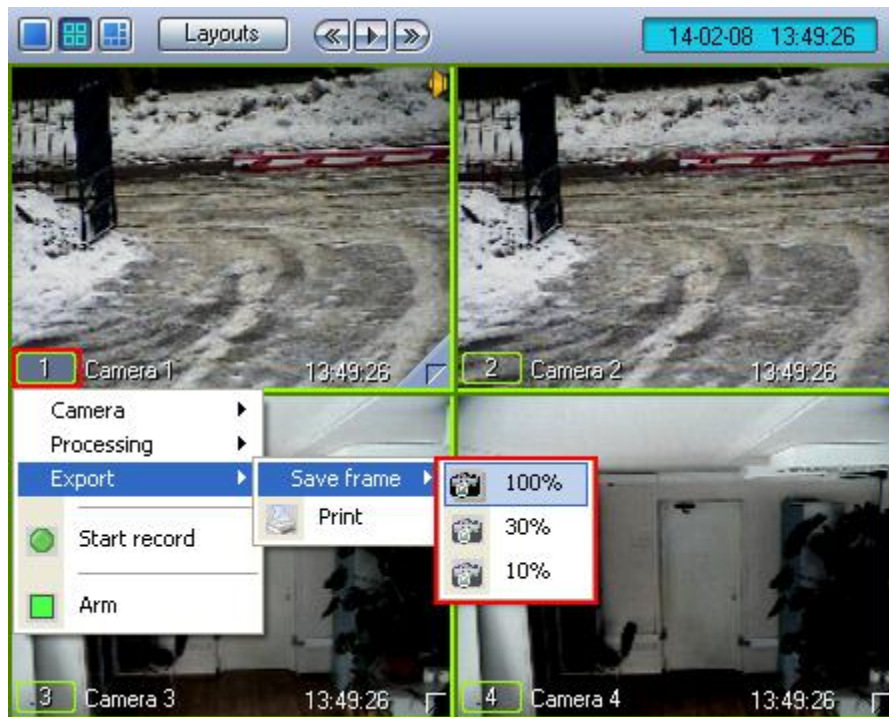 Layouts
14-02-08 13:49:26
1 Camera 1 13:49:26
2 Camera 2 13:49:26
Camera
Processing
Export
Save frame
100%
Print
30%
Start record
10%
Arm
3 Camera 3 13:49:26
4 Camera 4 13:49:26